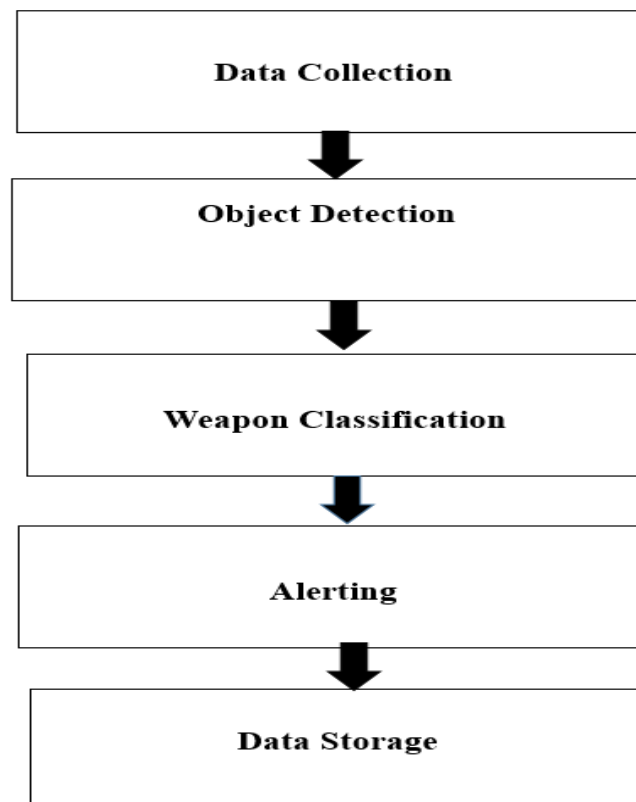 Data Collection
Object Detection
Weapon Classification
Alerting
Data Storage